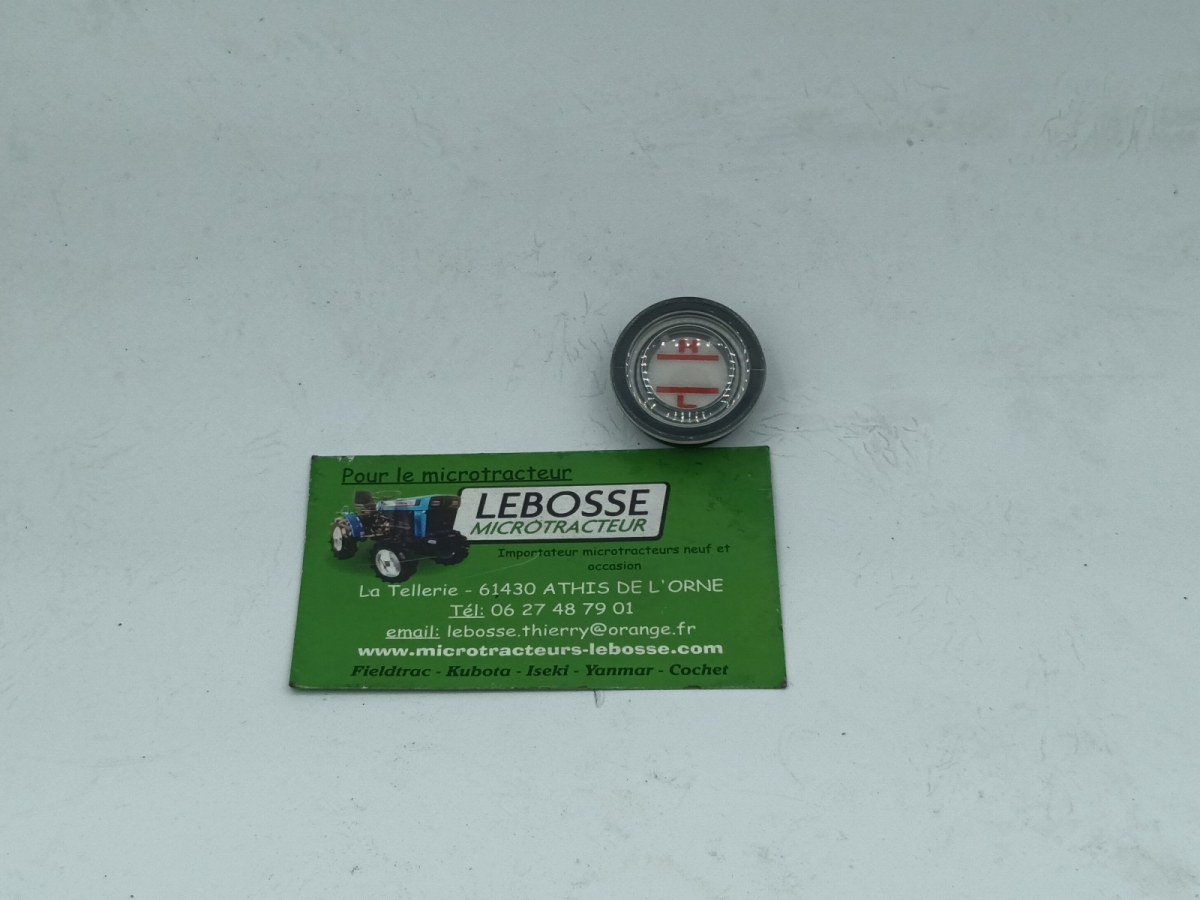 H
L
Pour le microtracteur
LEBOSSE
MICROTRACTEUR
Importateur microtracteurs neuf et
occasion
La Tellerie - 61430 ATHIS DE L'ORNE
Tél: 06 27 48 79 01
email: lebosse.thierry@orange.fr
www.microtracteurs-lebosse.com
Fieldtrac - Kubota - Iseki - Yanmar - Cochet